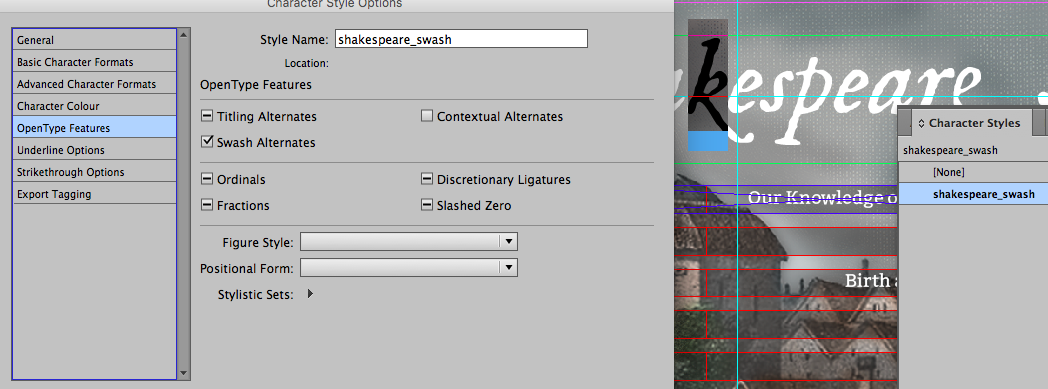 Character Style Options
General
Basic Character Formats
Advanced Character Formats
Character Colour
OpenType Features
Underline Options
Strikethrough Options
Export Tagging
Style Name: shakespeare_swash
Location:
OpenType Features
Titling Alternates
Contextual Alternates
Swash Alternates
Ordinals
Discretionary Ligatures
Fractions
Slashed Zero
Figure Style:
Positional Form:
Stylistic Sets:
akespeare
Character Styles
shakespeare_swash
[None]
shakespeare_swash
Our Knowledge o
Birth a